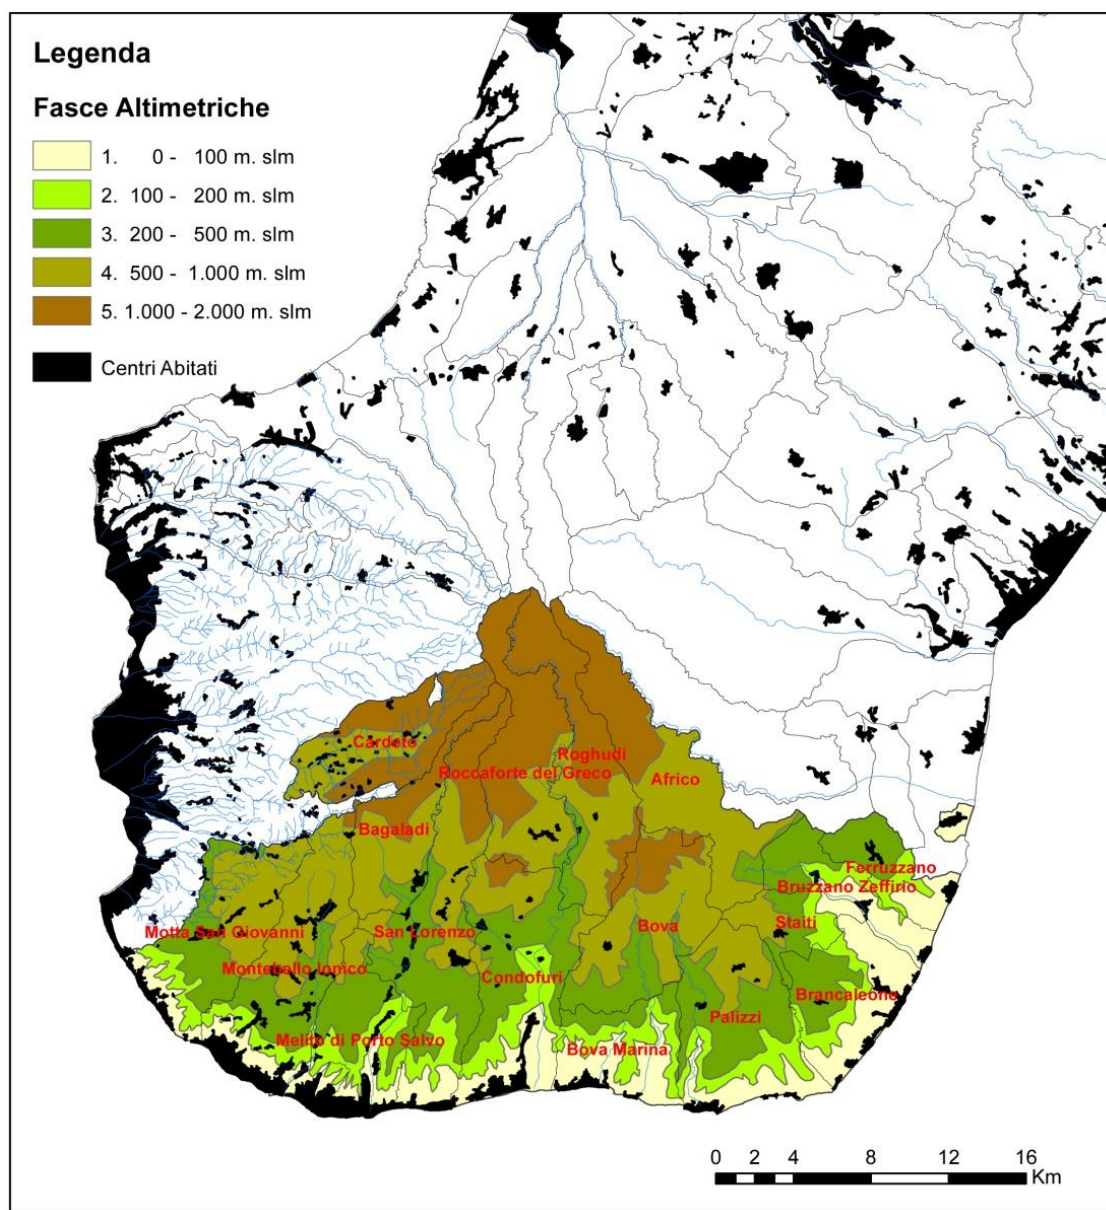 Legenda
Fasce Altimetriche
1. 0 - 100 m. slm
2. 100 - 200 m. slm
3. 200 - 500 m. slm
4. 500 - 1.000 m. slm
5. 1.000 - 2.000 m. slm
Centri Abitati
Cardeto
Roghudi
Roccaforte del Greco
Africo
Bagaladi
Ferruzzano
Bruzzano Zeffirio
Staiti
Motta San Giovanni
San Lorenzo
Bova
Montebello Ionico
Condofuri
Brancaleone
Palizzi
Melito di Porto Salvo
Bova Marina
0 2 4 8 12 16
Km